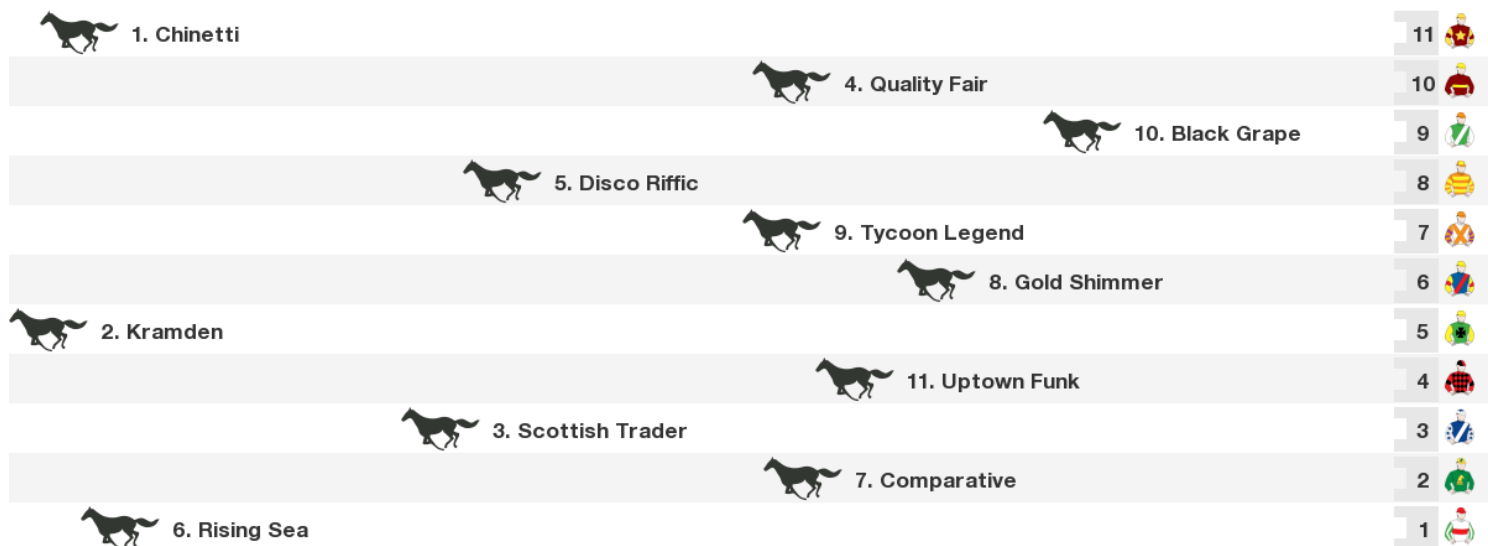 1. Chinetti 11
4. Quality Fair 10
10. Black Grape 9
5. Disco Riffic 8
9. Tycoon Legend 7
8. Gold Shimmer 6
2. Kramden 5
11. Uptown Funk 4
3. Scottish Trader 3
7. Comparative 2
6. Rising Sea 1